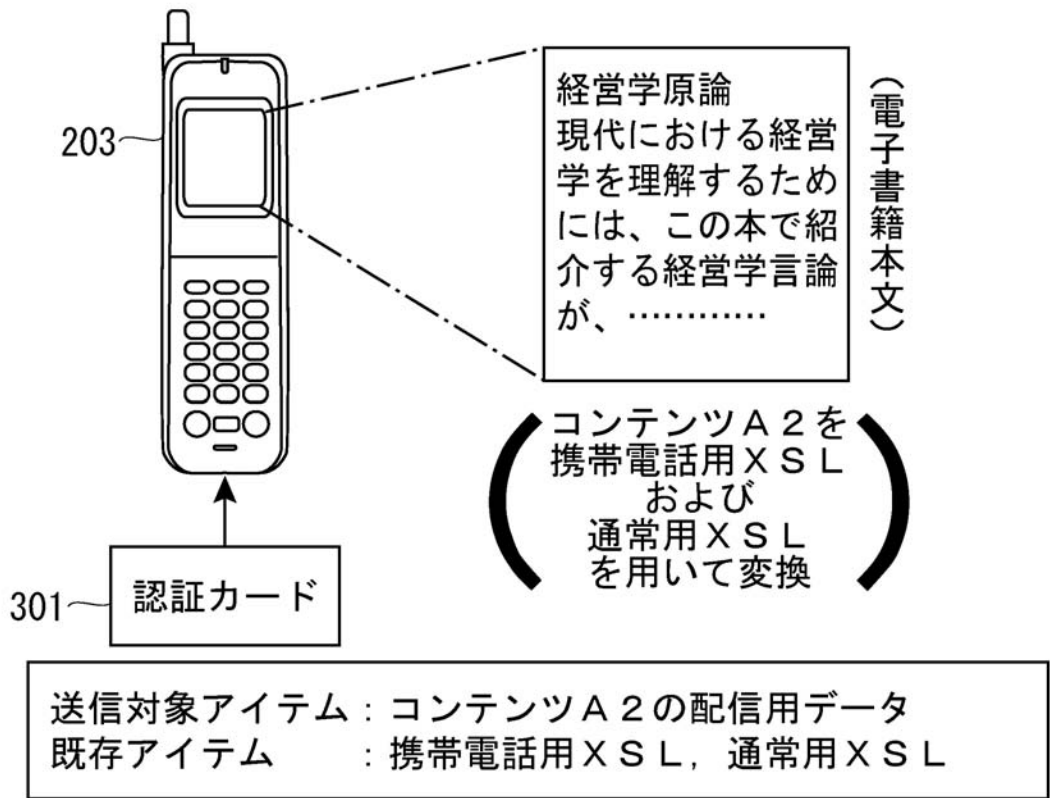 203
経営学原論
現代における経営
学を理解するため
には、この本で紹
介する経営学言論
が、…………
（電子書籍本文）
コンテンツＡ２を
携帯電話用ＸＳＬ
および
通常用ＸＳＬ
を用いて変換
301
認証カード
送信対象アイテム：コンテンツＡ２の配信用データ
既存アイテム　　：携帯電話用ＸＳＬ，通常用ＸＳＬ